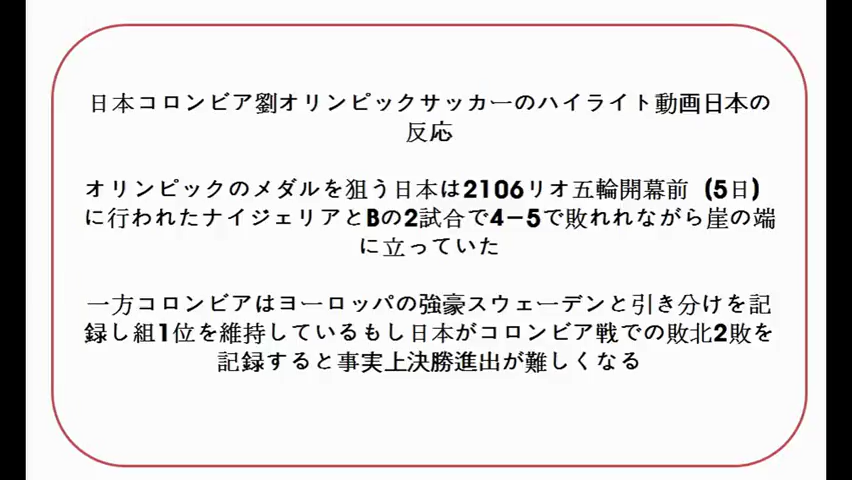 日本コロンビア劉オリンピックサッカーのハイライト動画日本の
反応
オリンピックのメダルを狙う日本は2106リオ五輪開幕前（5日）
に行われたナイジェリアとBの2試合で4−5で敗れれながら崖の端
に立っていた
一方コロンビアはヨーロッパの強豪スウェーデンと引き分けを記
録し組1位を維持しているもし日本がコロンビア戦での敗北2敗を
記録すると事実上決勝進出が難しくなる